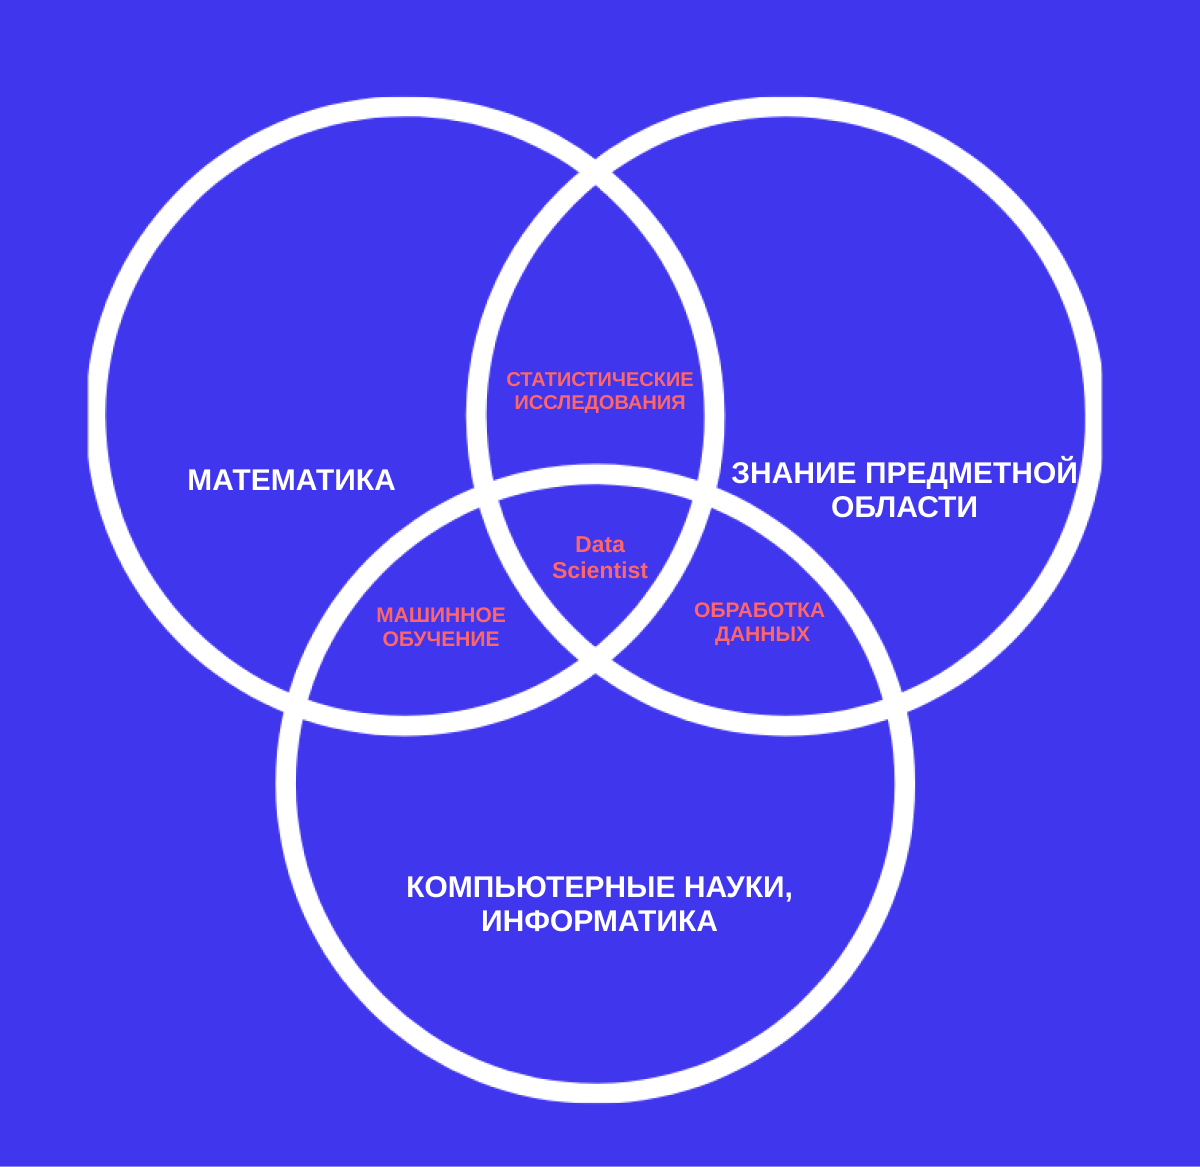 СТАТИСТИЧЕСКИЕ
ИССЛЕДОВАНИЯ
МАТЕМАТИКА
ЗНАНИЕ ПРЕДМЕТНОЙ
ОБЛАСТИ
Data
Scientist
МАШИННОЕ
ОБУЧЕНИЕ
ОБРАБОТКА
ДАННЫХ
КОМПЬЮТЕРНЫЕ НАУКИ,
ИНФОРМАТИКА